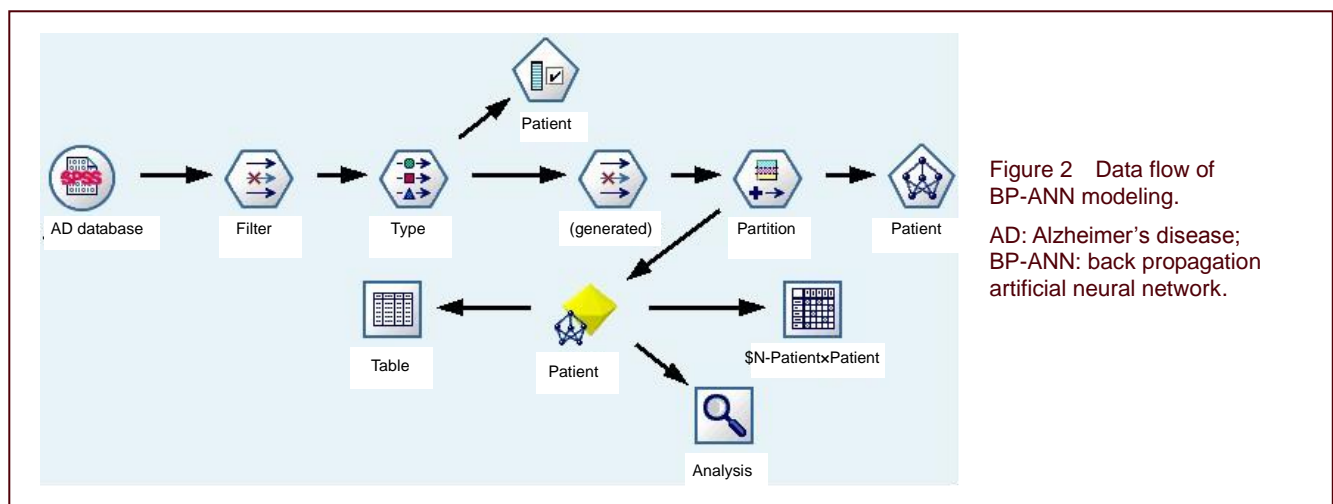 Patient
SPSS
AD database
Filter
Type
(generated)
Partition
Patient
Table
Patient
$N-Patient×Patient
Analysis
Figure 2 Data flow of
BP-ANN modeling.
AD: Alzheimer's disease;
BP-ANN: back propagation
artificial neural network.